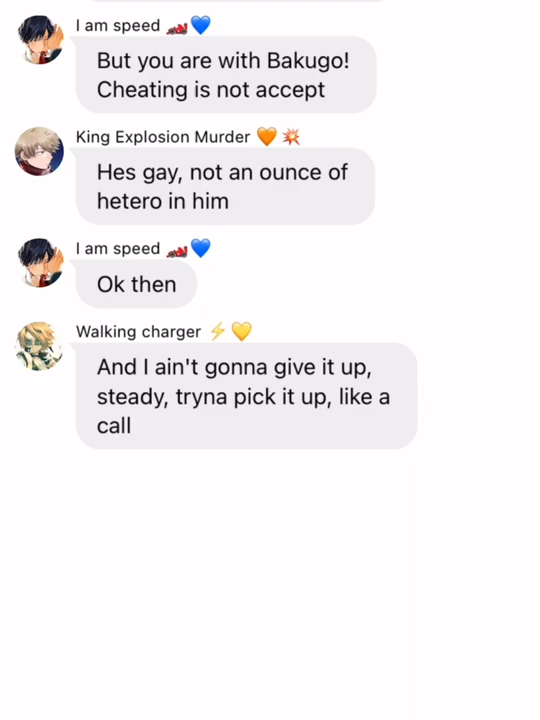 I am speed 🏎️💙
But you are with Bakugo!
Cheating is not accept
King Explosion Murder 🧡💥
Hes gay, not an ounce of
hetero in him
I am speed 🏎️💙
Ok then
Walking charger ⚡💛
And I ain't gonna give it up,
steady, tryna pick it up, like a
call